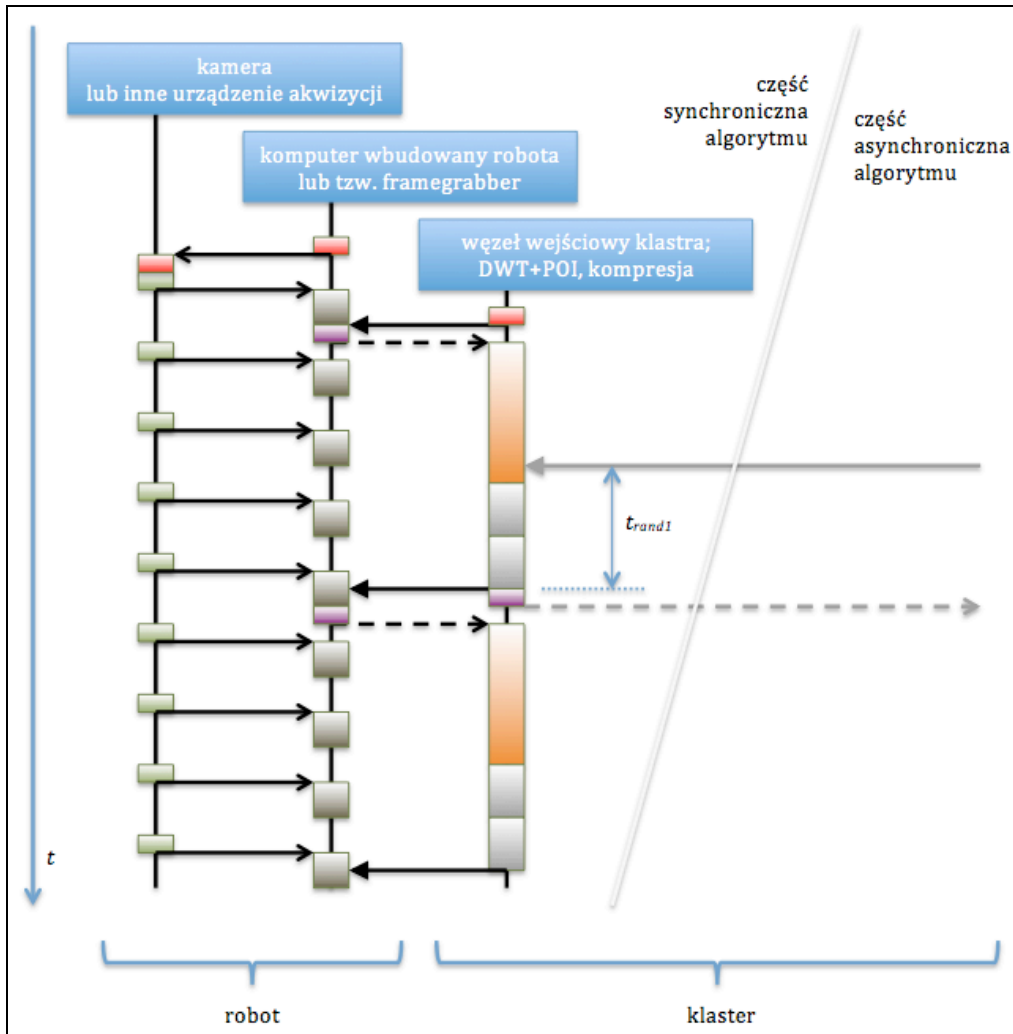 kamera
lub inne urządzenie akwizycji
część
synchroniczna
algorytmu
część
asynchroniczna
algorytmu
komputer wbudowany robota
lub tzw. framegrabber
węzeł wejściowy klastra;
DWT+POI, kompresja
trand1
t
robot
klaster